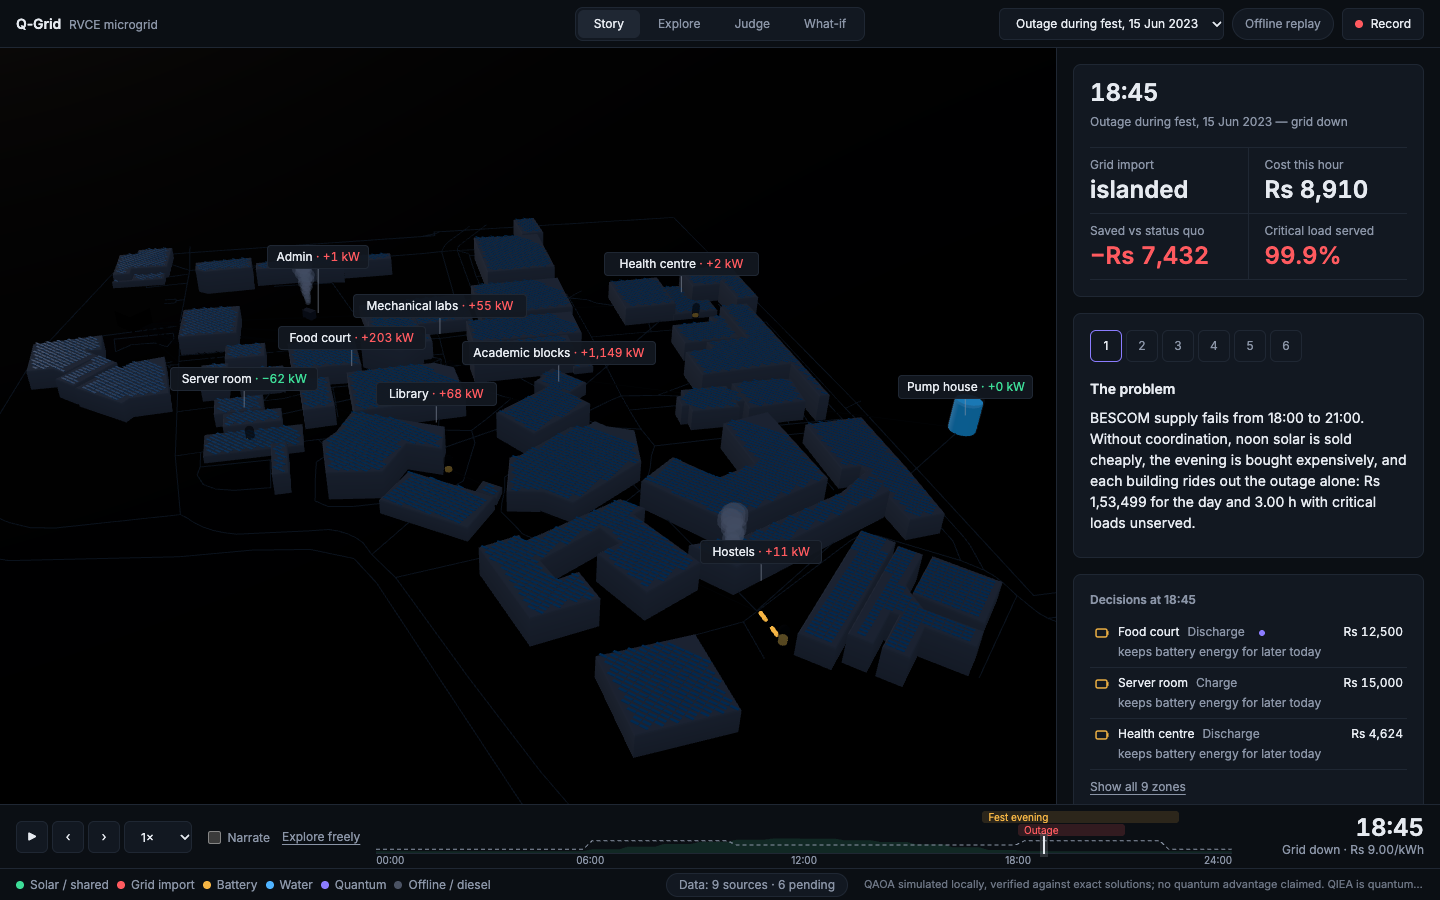 Q-Grid RVCE microgrid
Story Explore Judge What-if
Outage during fest, 15 Jun 2023
Offline replay
Record
Admin · +1 kW
Health centre · +2 kW
Mechanical labs · +55 kW
Food court · +203 kW
Academic blocks · +1,149 kW
Server room · −62 kW
Library · +68 kW
Pump house · +0 kW
Hostels · +11 kW
18:45
Outage during fest, 15 Jun 2023 — grid down
Grid import Cost this hour
islanded Rs 8,910
Saved vs status quo Critical load served
−Rs 7,432 99.9%
1 2 3 4 5 6
The problem
BESCOM supply fails from 18:00 to 21:00.
Without coordination, noon solar is sold
cheaply, the evening is bought expensively, and
each building rides out the outage alone: Rs
1,53,499 for the day and 3.00 h with critical
loads unserved.
Decisions at 18:45
Food court Discharge Rs 12,500
keeps battery energy for later today
Server room Charge Rs 15,000
keeps battery energy for later today
Health centre Discharge Rs 4,624
keeps battery energy for later today
Show all 9 zones
1×
Narrate
Explore freely
Fest evening
Outage
00:00 06:00 12:00 18:00 24:00
18:45
Grid down · Rs 9.00/kWh
Solar / shared Grid import Battery Water Quantum Offline / diesel
Data: 9 sources · 6 pending
QAOA simulated locally, verified against exact solutions; no quantum advantage claimed. QIEA is quantum...